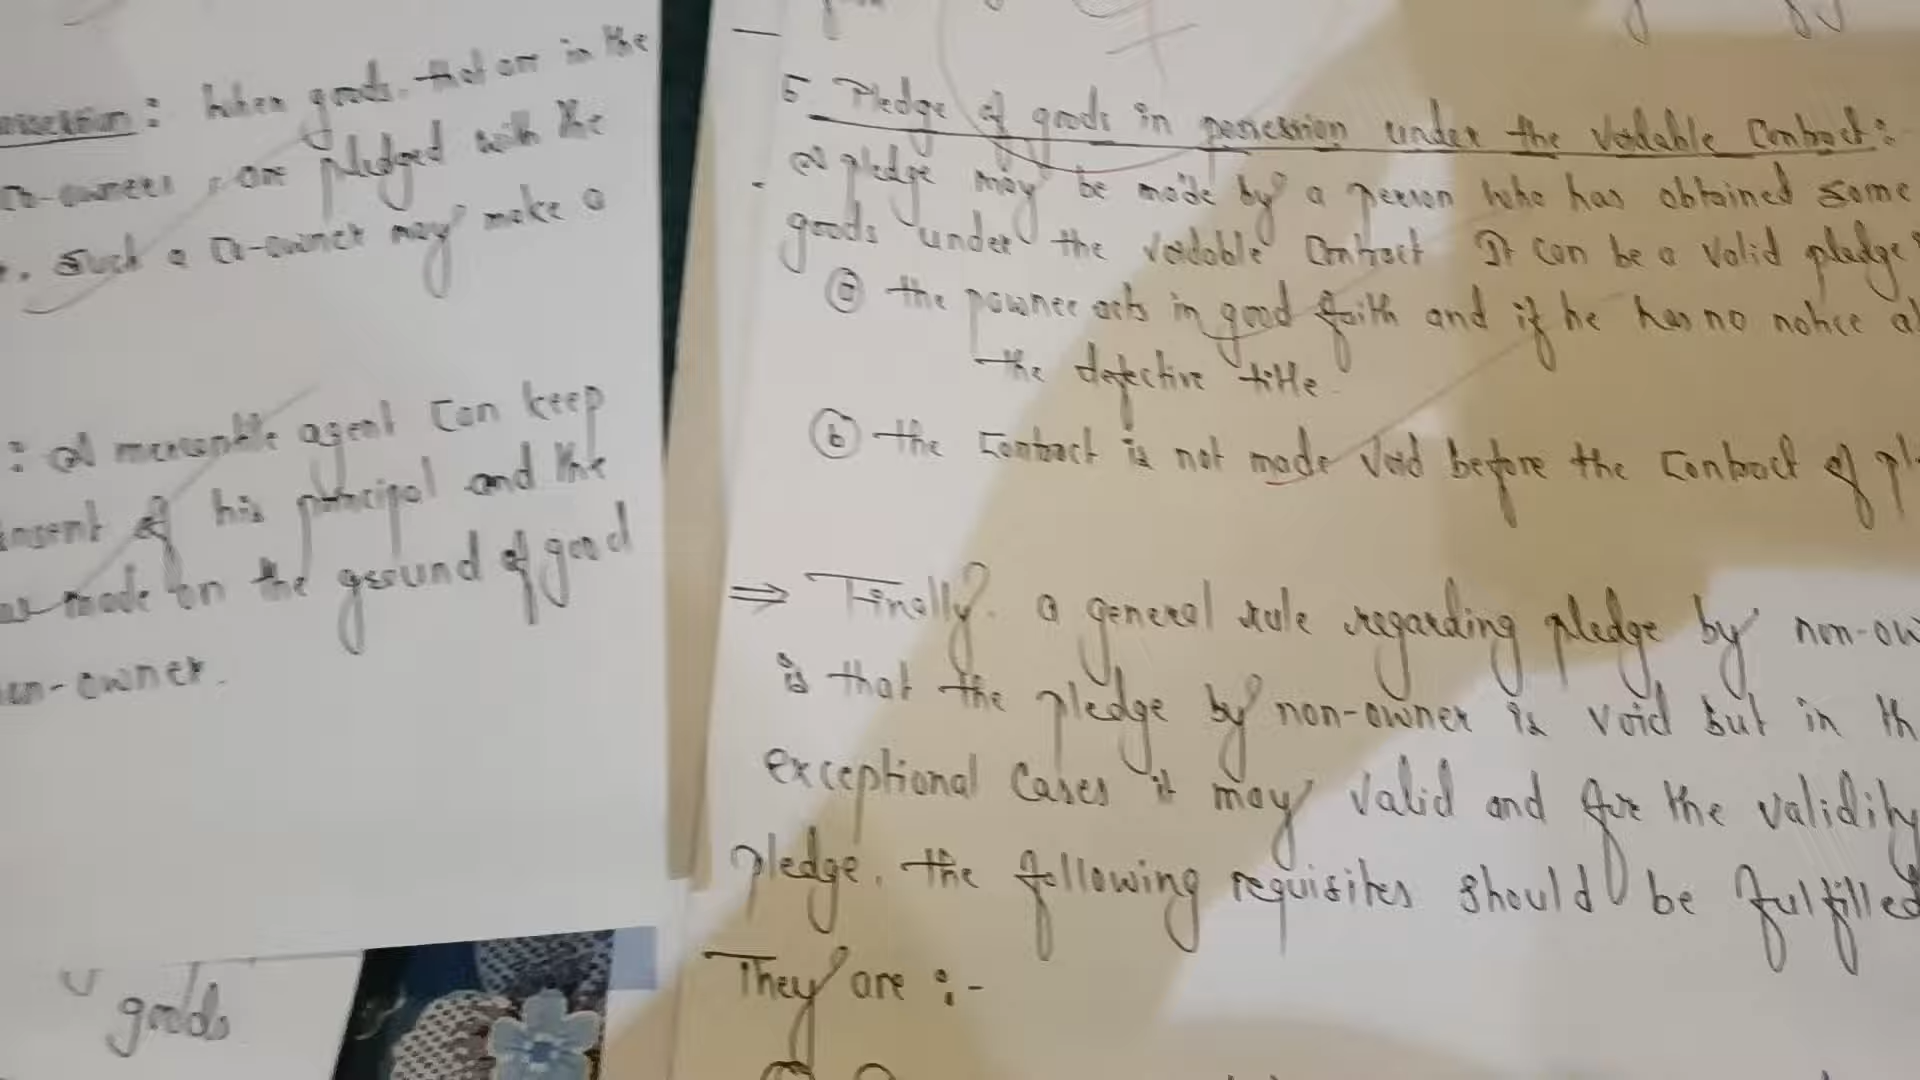 : When goods, that are in the
Co-owners, are pledged with the
. Such a Co-owner may make a
: A mercantile agent can keep
of his principal and the
made on the ground of good
-owner.
goods
5. Pledge of goods in possession under the Voidable Contract:-
A pledge may be made by a person who has obtained some
goods under the voidable Contract It can be a valid pledge
ⓐ the pawnee acts in good faith and if he has no notice
the defective title.
ⓑ the Contract is not made void before the Contract of
⇒ Finally, a general rule regarding pledge by
is that the pledge by non-owner is void but in
exceptional Cases it may valid and for the validity
pledge, the following requisites should be fulfilled
They are :-